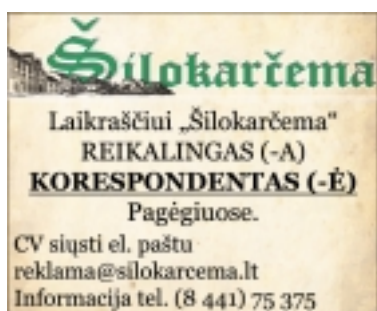 Šilokarčema
Laikraščiui „Šilokarčema“
REIKALINGAS (-A)
KORESPONDENTAS (-Ė)
Pagėgiuose.
CV siųsti el. paštu
reklama@silokarcema.lt
Informacija tel. (8 441) 75 375